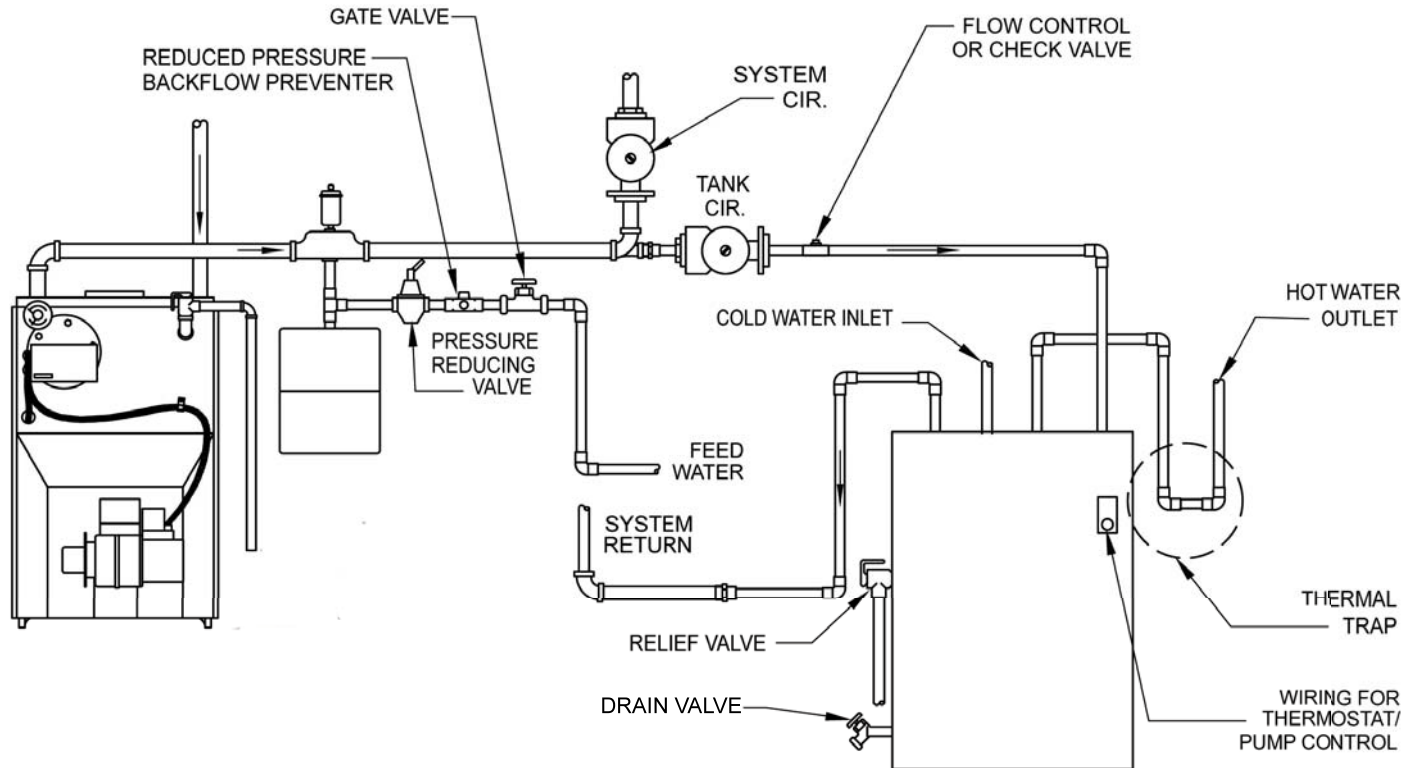 GATE VALVE
REDUCED PRESSURE
BACKFLOW PREVENTER
SYSTEM
CIR.
FLOW CONTROL
OR CHECK VALVE
TANK
CIR.
HOT WATER
OUTLET
COLD WATER INLET
PRESSURE
REDUCING
VALVE
FEED
WATER
SYSTEM
RETURN
THERMAL
TRAP
RELIEF VALVE
DRAIN VALVE
WIRING FOR
THERMOSTAT/
PUMP CONTROL